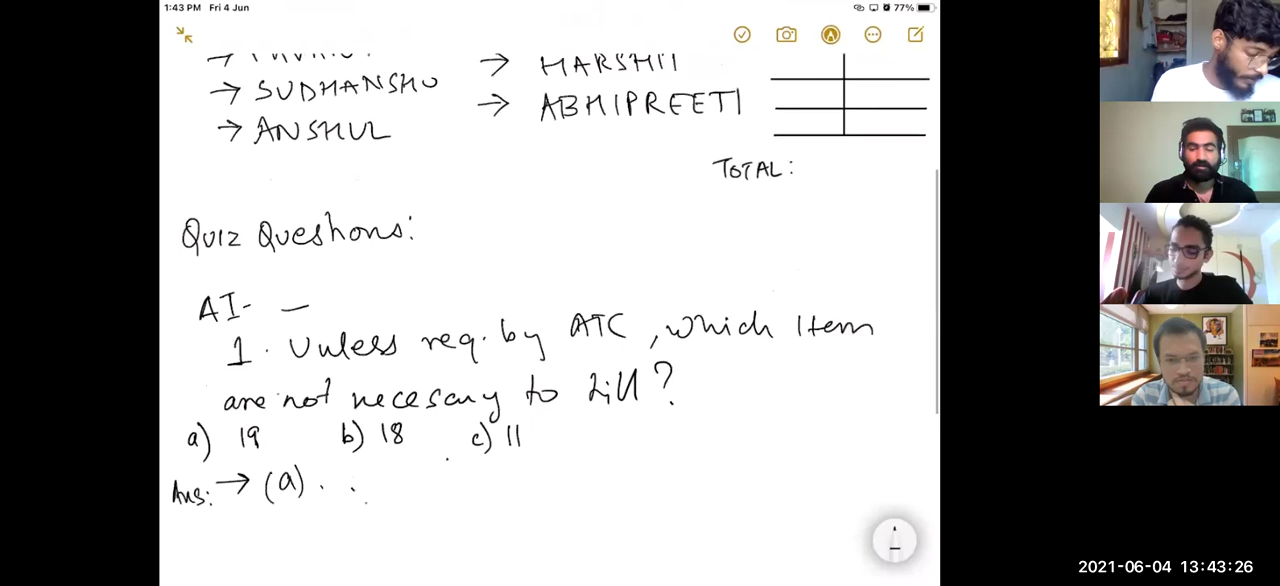 1:43 PM Fri 4 Jun
77%
→ SUDHANSHU → HARSHIT
→ ANSHUL → ABHIPREETI
TOTAL:
Quiz Questions:
AI- —
1. Unless req. by ATC, which Item
are not necesary to fill?
a) 19 b) 18 c) 11
Ans: → (a).
2021-06-04 13:43:26